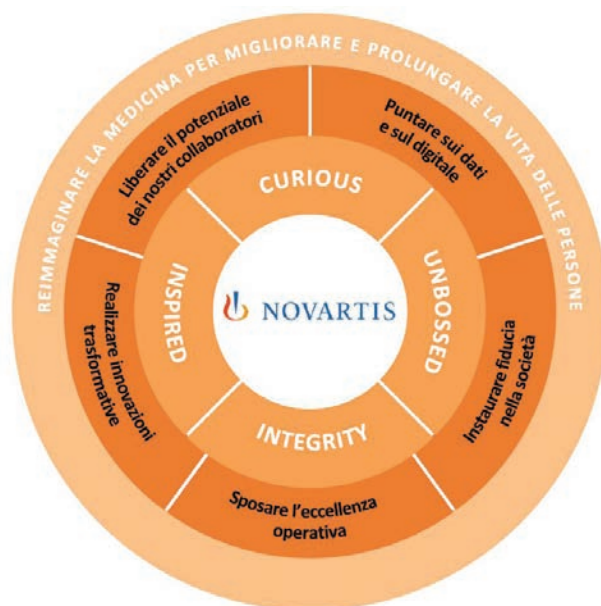 REIMMAGINARE LA MEDICINA PER MIGLIORARE E PROLUNGARE LA VITA DELLE PERSONE
Liberare il potenziale
dei nostri collaboratori
Puntare sui dati
e sul digitale
CURIOUS
INSPIRED
NOVARTIS
UNBOSSED
Realizzare innovazioni
trasformative
Instaurare fiducia
nella società
INTEGRITY
Sposare l'eccellenza
operativa